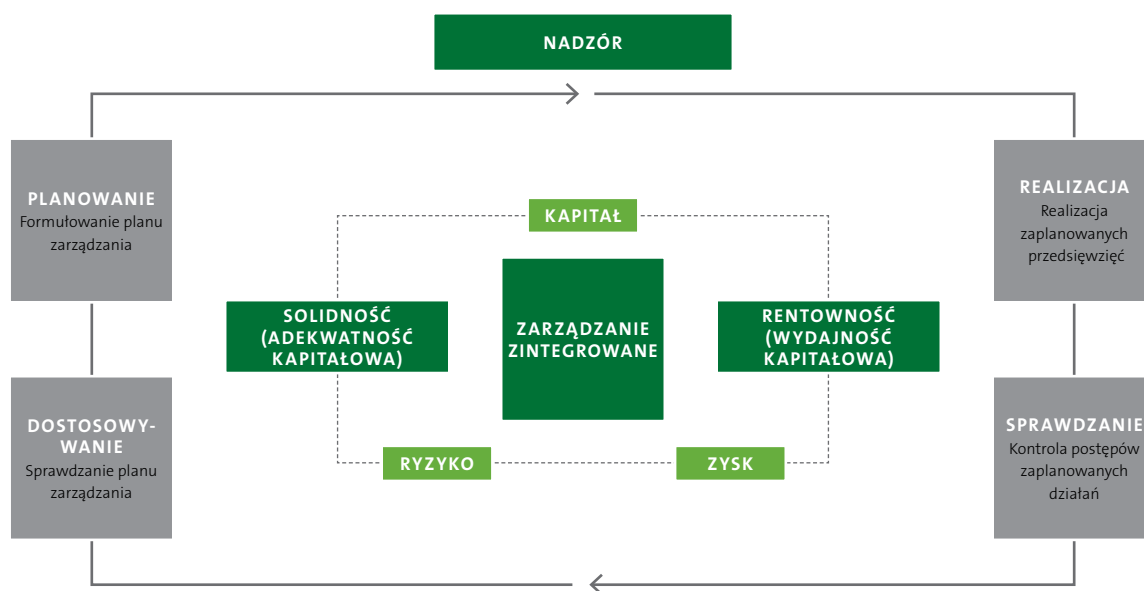 NADZÓR
PLANOWANIE
Formułowanie planu
zarządzania
REALIZACJA
Realizacja
zaplanowanych
przedsięwzięć
KAPITAŁ
SOLIDNOŚĆ
(ADEKWATNOŚĆ
KAPITAŁOWA)
ZARZĄDZANIE
ZINTEGROWANE
RENTOWNOŚĆ
(WYDAJNOŚĆ
KAPITAŁOWA)
DOSTOSOWY-
WANIE
Sprawdzanie planu
zarządzania
RYZYKO
ZYSK
SPRAWDZANIE
Kontrola postępów
zaplanowanych
działań